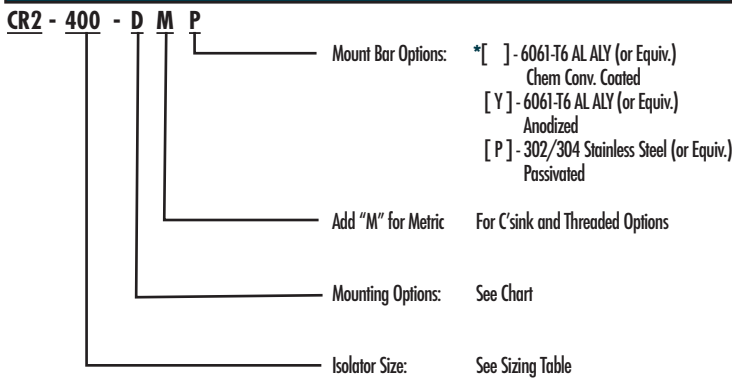 CR2 - 400 - D M P
Mount Bar Options: *[ ] - 6061-T6 AL ALY (or Equiv.)
Chem Conv. Coated
[ Y ] - 6061-T6 AL ALY (or Equiv.)
Anodized
[ P ] - 302/304 Stainless Steel (or Equiv.)
Passivated
Add "M" for Metric For C'sink and Threaded Options
Mounting Options: See Chart
Isolator Size: See Sizing Table